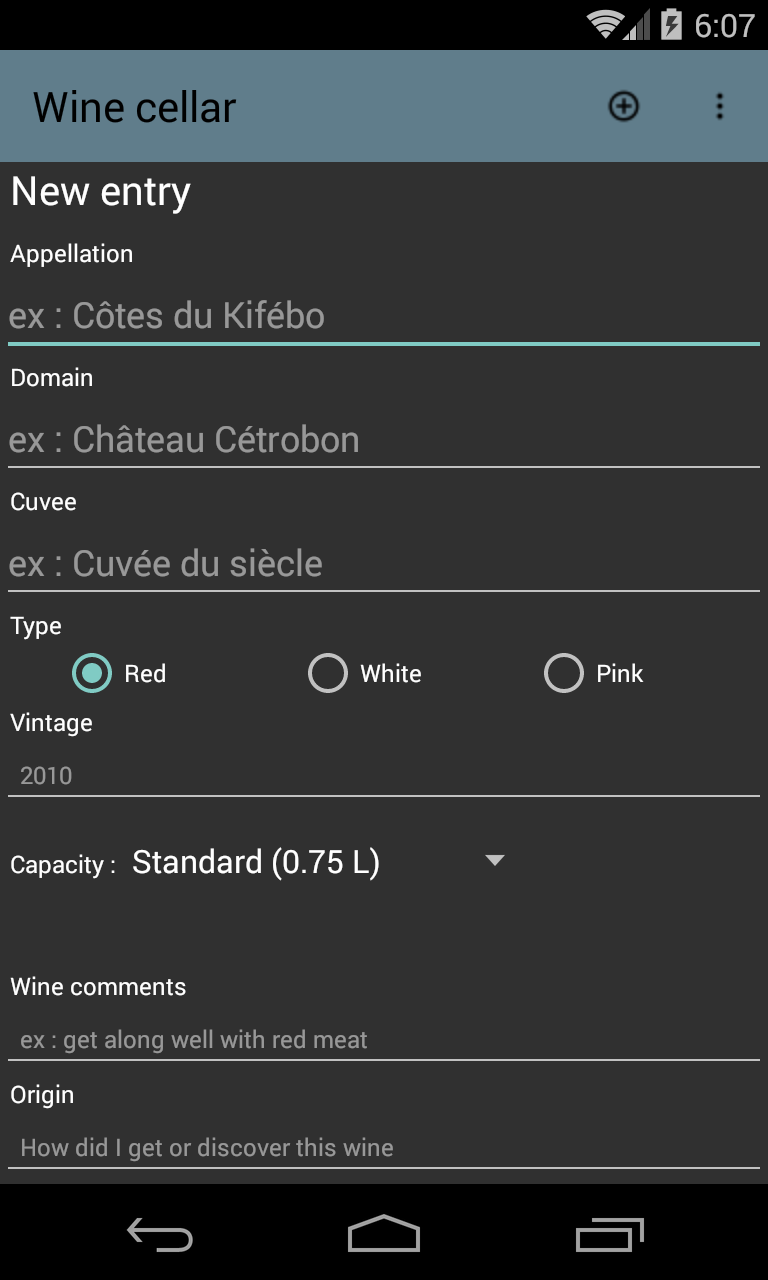 6:07
Wine cellar
New entry
Appellation
ex : Côtes du Kifébo
Domain
ex : Château Cétrobon
Cuvee
ex : Cuvée du siècle
Type
Red White Pink
Vintage
2010
Capacity : Standard (0.75 L)
Wine comments
ex : get along well with red meat
Origin
How did I get or discover this wine